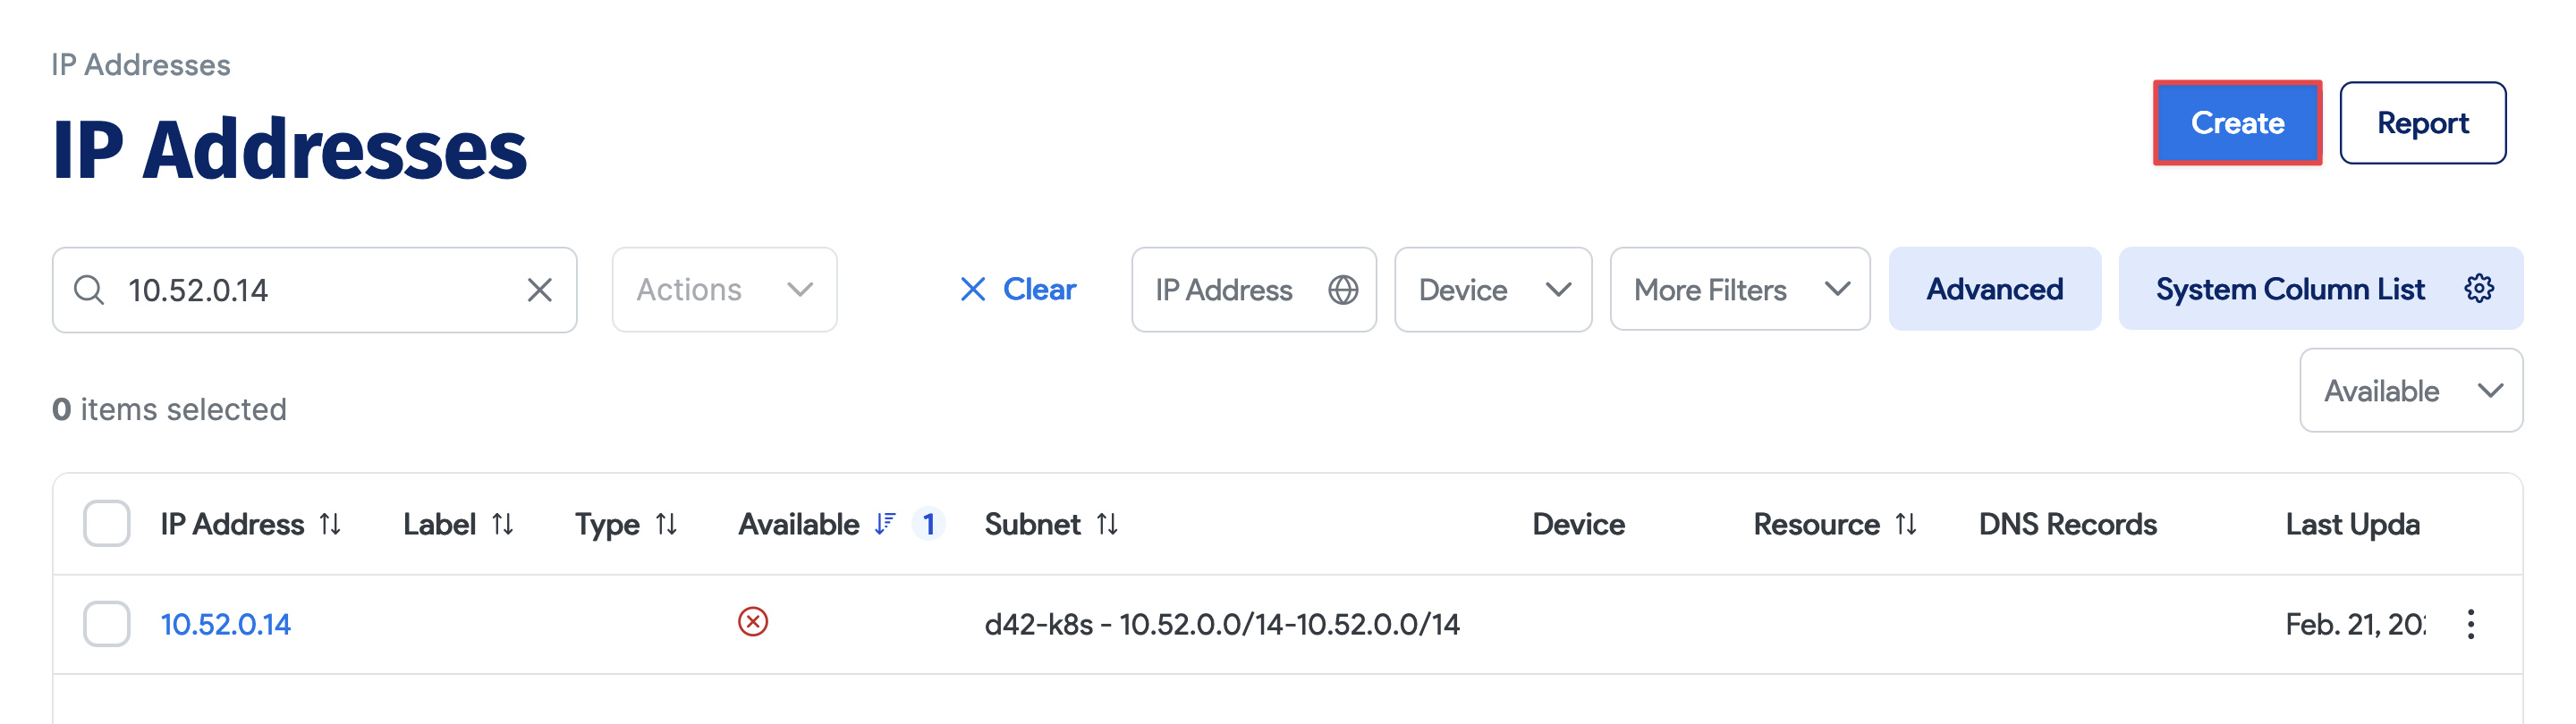 IP Addresses
IP Addresses
Create
Report
10.52.0.14
Actions
Clear
IP Address
Device
More Filters
Advanced
System Column List
0 items selected
Available
IP Address Label Type Available 1 Subnet Device Resource DNS Records Last Upda
10.52.0.14 d42-k8s - 10.52.0.0/14-10.52.0.0/14 Feb. 21, 202